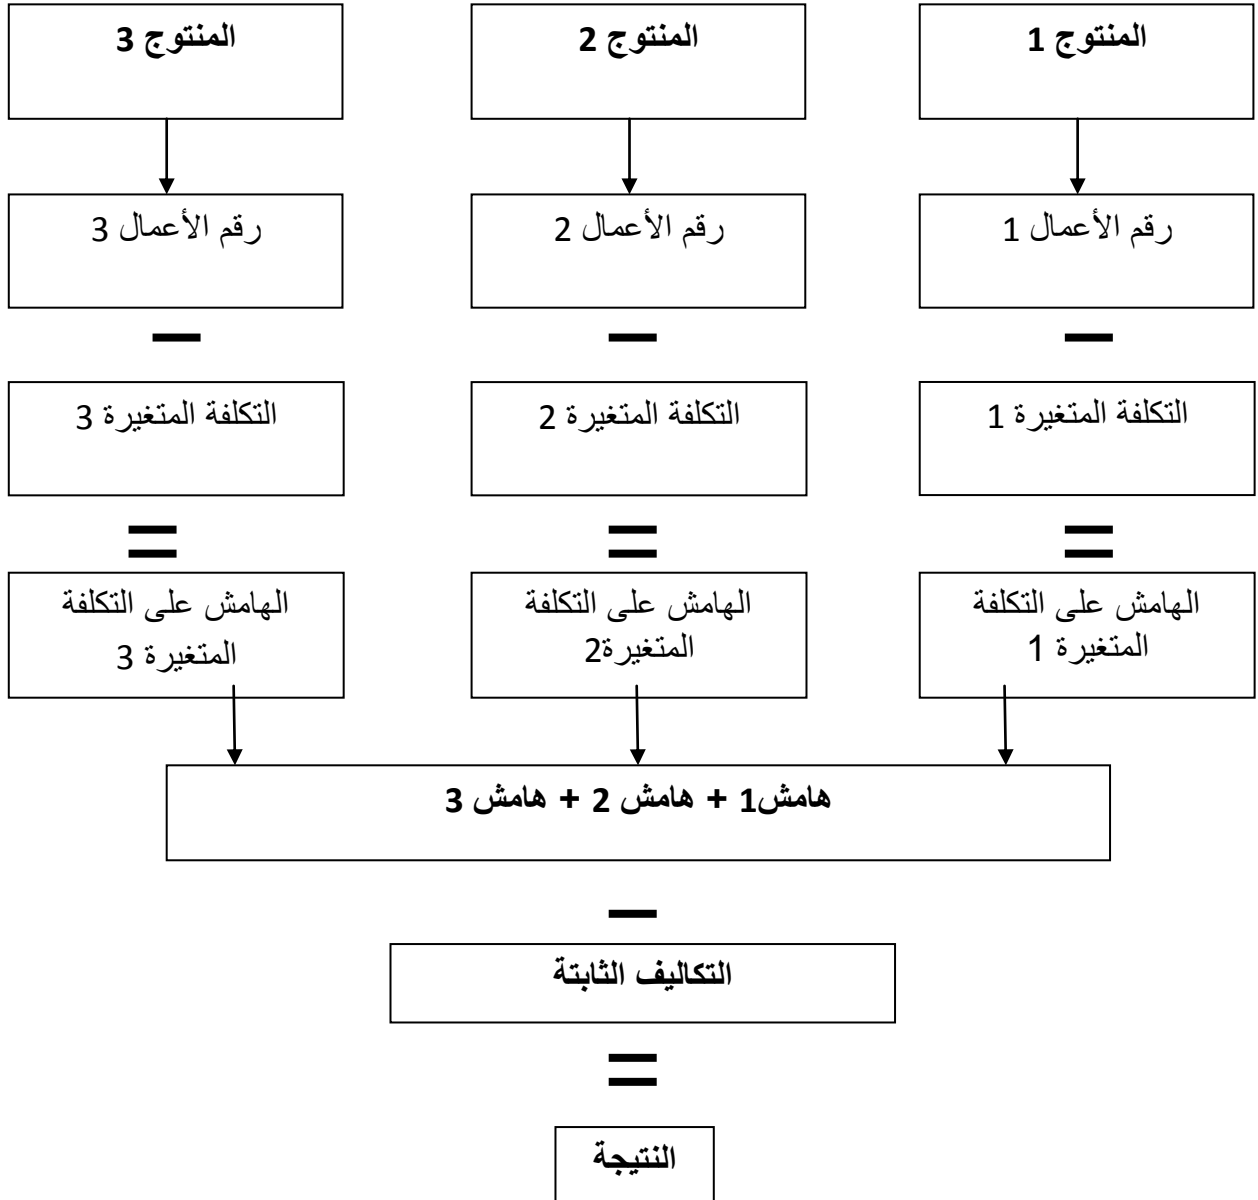 المنتوج 1
المنتوج 2
المنتوج 3
رقم الأعمال 1
رقم الأعمال 2
رقم الأعمال 3
التكلفة المتغيرة 1
التكلفة المتغيرة 2
التكلفة المتغيرة 3
الهامش على التكلفة
المتغيرة 1
الهامش على التكلفة
المتغيرة2
الهامش على التكلفة
المتغيرة 3
هامش1 + هامش 2 + هامش 3
التكاليف الثابتة
النتيجة